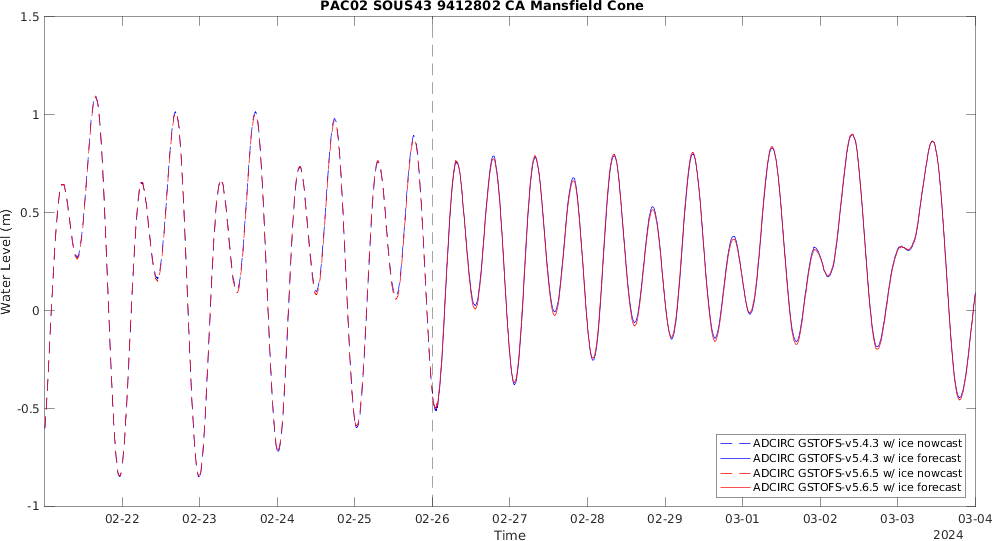 PAC02 SOUS43 9412802 CA Mansfield Cone
1.5
1
0.5
0
-0.5
-1
Water Level (m)
02-22 02-23 02-24 02-25 02-26 02-27 02-28 02-29 03-01 03-02 03-03 03-04
Time
2024
ADCIRC GSTOFS-v5.4.3 w/ ice nowcast
ADCIRC GSTOFS-v5.4.3 w/ ice forecast
ADCIRC GSTOFS-v5.6.5 w/ ice nowcast
ADCIRC GSTOFS-v5.6.5 w/ ice forecast